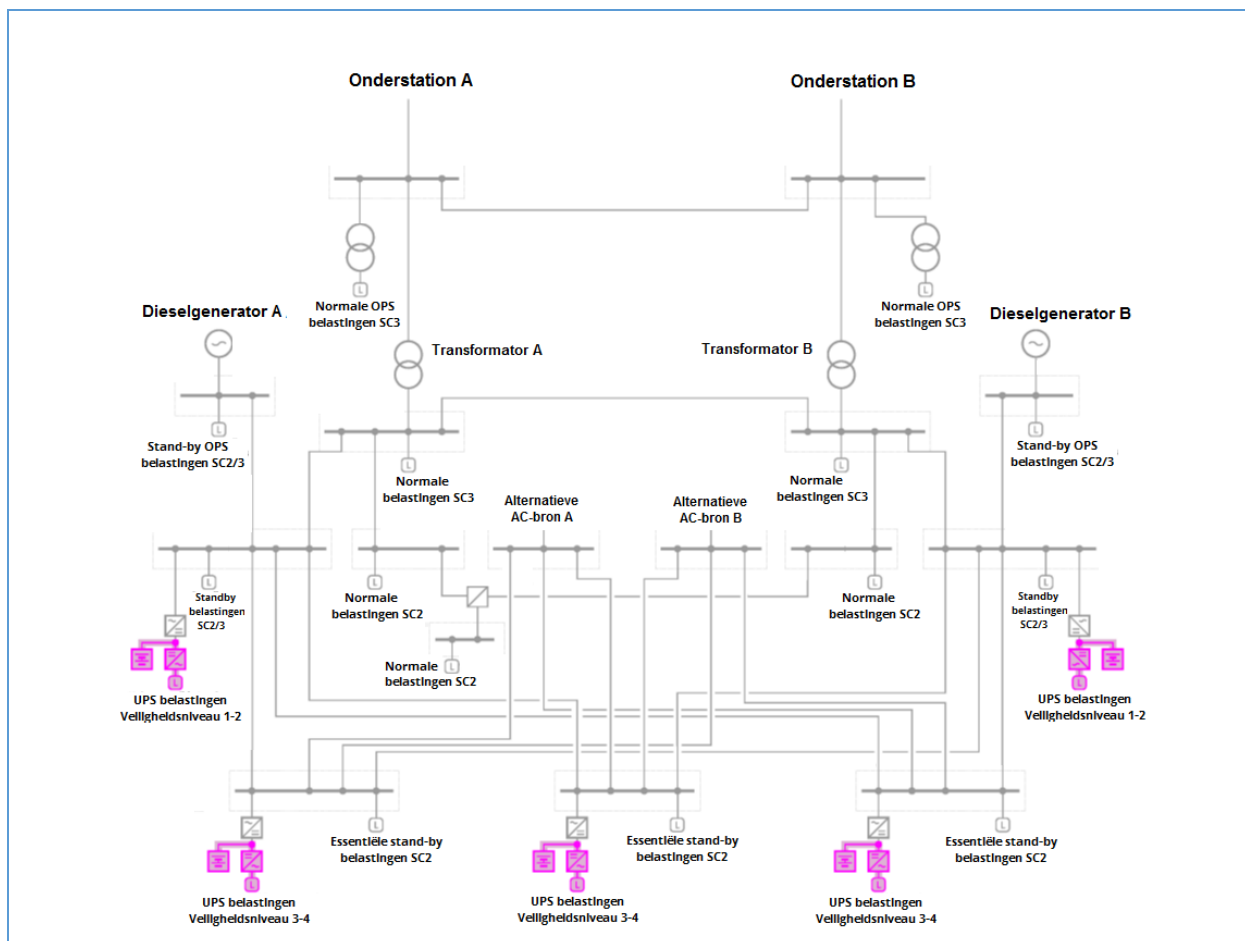 Onderstation A
Onderstation B
Normale OPS
belastingen SC3
Normale OPS
belastingen SC3
Dieselgenerator A
Dieselgenerator B
Transformator A
Transformator B
L
L
L
L
Stand-by OPS
belastingen SC2/3
Stand-by OPS
belastingen SC2/3
L
L
Normale
belastingen SC3
Normale
belastingen SC3
Alternatieve
AC-bron A
Alternatieve
AC-bron B
L
L
L
L
Standby
belastingen
SC2/3
Normale
belastingen SC2
Normale
belastingen SC2
Standby
belastingen
SC2/3
Normale
belastingen SC2
L
L
L
UPS belastingen
Veiligheidsniveau 1-2
UPS belastingen
Veiligheidsniveau 1-2
L
L
L
Essentiële stand-by
belastingen SC2
Essentiële stand-by
belastingen SC2
Essentiële stand-by
belastingen SC2
L
L
L
UPS belastingen
Veiligheidsniveau 3-4
UPS belastingen
Veiligheidsniveau 3-4
UPS belastingen
Veiligheidsniveau 3-4